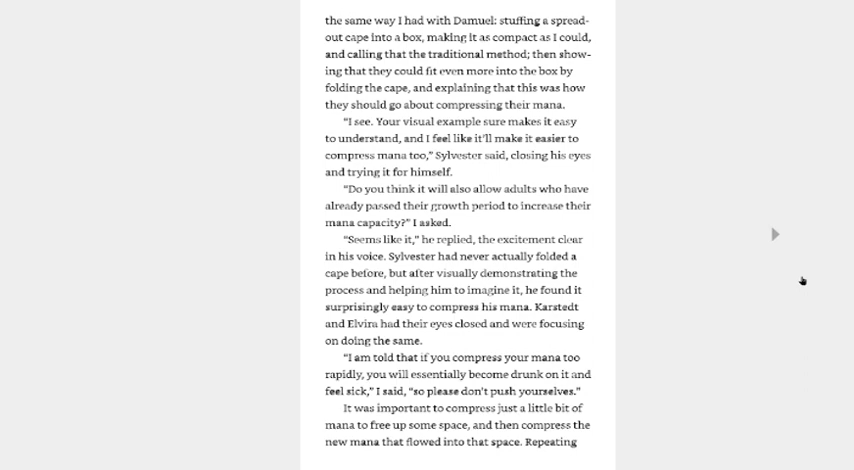 the same way I had with Damuel: stuffing a spread-
out cape into a box, making it as compact as I could,
and calling that the traditional method; then show-
ing that they could fit even more into the box by
folding the cape, and explaining that this was how
they should go about compressing their mana.
“I see. Your visual example sure makes it easy
to understand, and I feel like it’ll make it easier to
compress mana too,” Sylvester said, closing his eyes
and trying it for himself.
“Do you think it will also allow adults who have
already passed their growth period to increase their
mana capacity?” I asked.
“Seems like it,” he replied, the excitement clear
in his voice. Sylvester had never actually folded a
cape before, but after visually demonstrating the
process and helping him to imagine it, he found it
surprisingly easy to compress his mana. Karstedt
and Elvira had their eyes closed and were focusing
on doing the same.
“I am told that if you compress your mana too
rapidly, you will essentially become drunk on it and
feel sick,” I said, “so please don’t push yourselves.”
It was important to compress just a little bit of
mana to free up some space, and then compress the
new mana that flowed into that space. Repeating